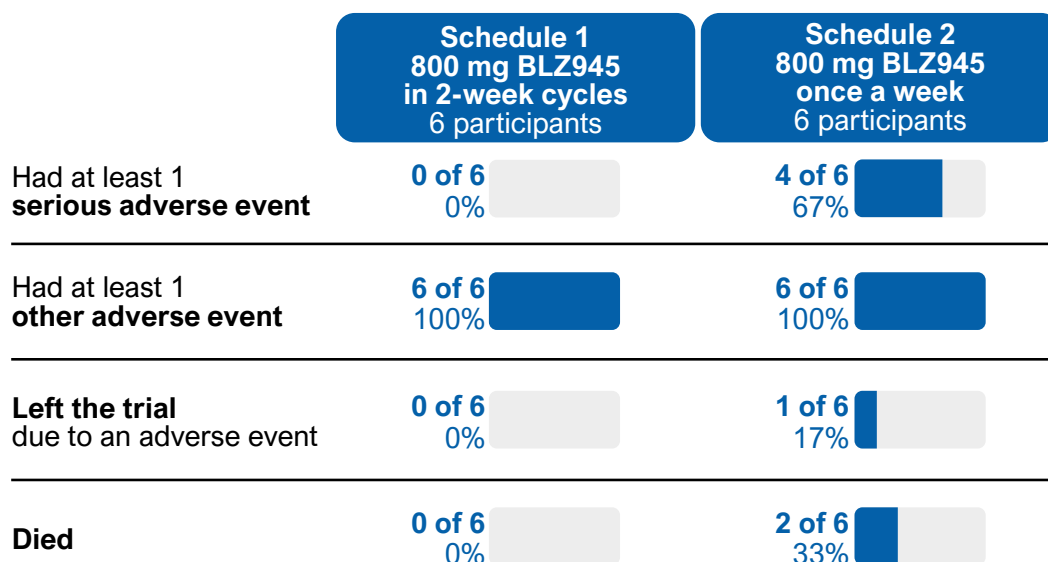 Schedule 1
800 mg BLZ945
in 2-week cycles
6 participants
Schedule 2
800 mg BLZ945
once a week
6 participants
Had at least 1
serious adverse event
0 of 6
0%
4 of 6
67%
Had at least 1
other adverse event
6 of 6
100%
6 of 6
100%
Left the trial
due to an adverse event
0 of 6
0%
1 of 6
17%
Died
0 of 6
0%
2 of 6
33%